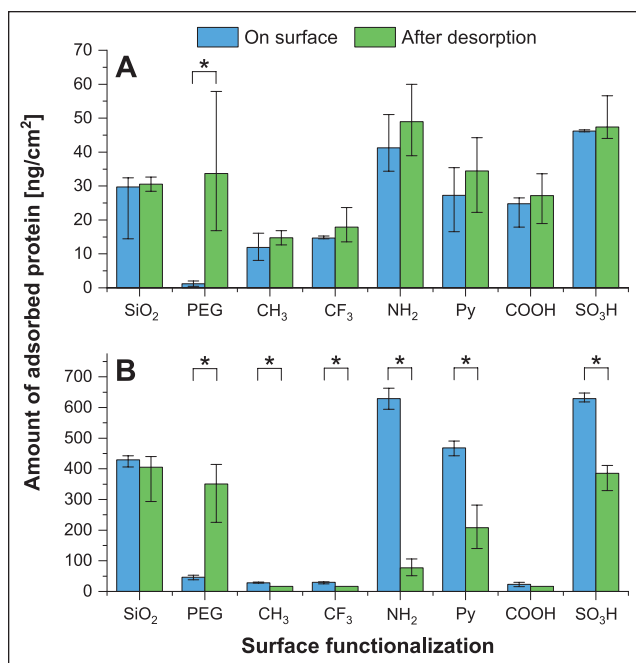 On surface After desorption
A
*
70
60
50
40
30
20
10
0
SiO₂ PEG CH₃ CF₃ NH₂ Py COOH SO₃H
Amount of adsorbed protein [ng/cm²]
B
* * * * * *
700
600
500
400
300
200
100
0
SiO₂ PEG CH₃ CF₃ NH₂ Py COOH SO₃H
Surface functionalization